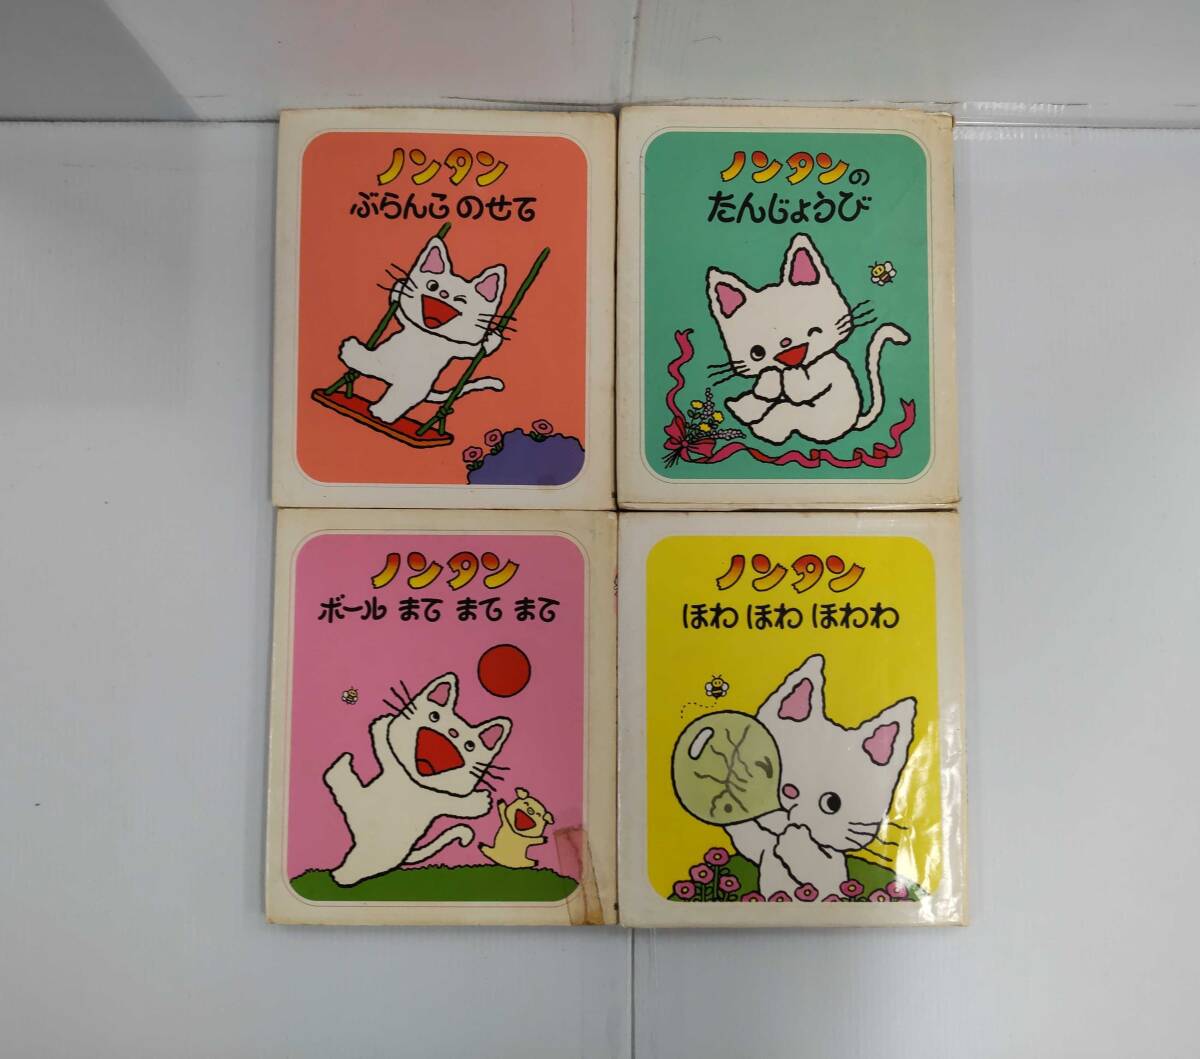 ノンタン
ぶらんこ のせて
ノンタンの
たんじょうび
ノンタン
ボール まて まて まて
ノンタン
ほわ ほわ ほわわ